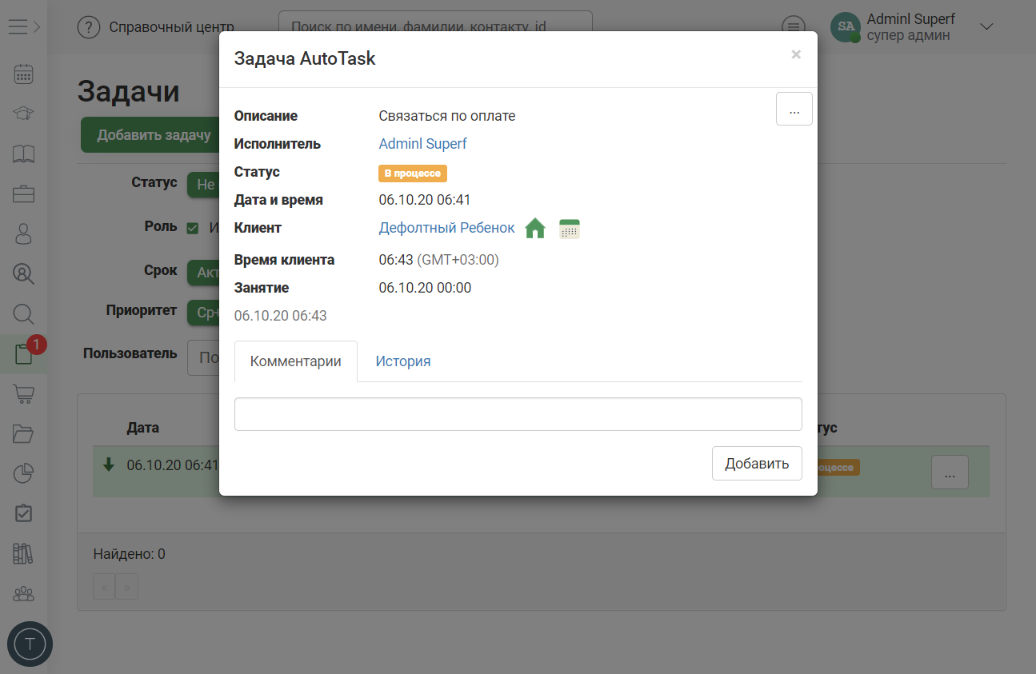 ? Справочный центр
Поиск по имени, фамилии, контакту, id
SA
Adminl Superf
супер админ
Задачи
Добавить задачу
Статус
Не
Роль
И
Срок
Акт
Приоритет
Ср+
Пользователь
По
1
Дата
тус
06.10.20 06:41
роцессе
...
Найдено: 0
«
»
T
Задача AutoTask
×
...
Описание Связаться по оплате
Исполнитель Adminl Superf
Статус В процессе
Дата и время 06.10.20 06:41
Клиент Дефолтный Ребенок
Время клиента 06:43 (GMT+03:00)
Занятие 06.10.20 00:00
06.10.20 06:43
Комментарии История
Добавить